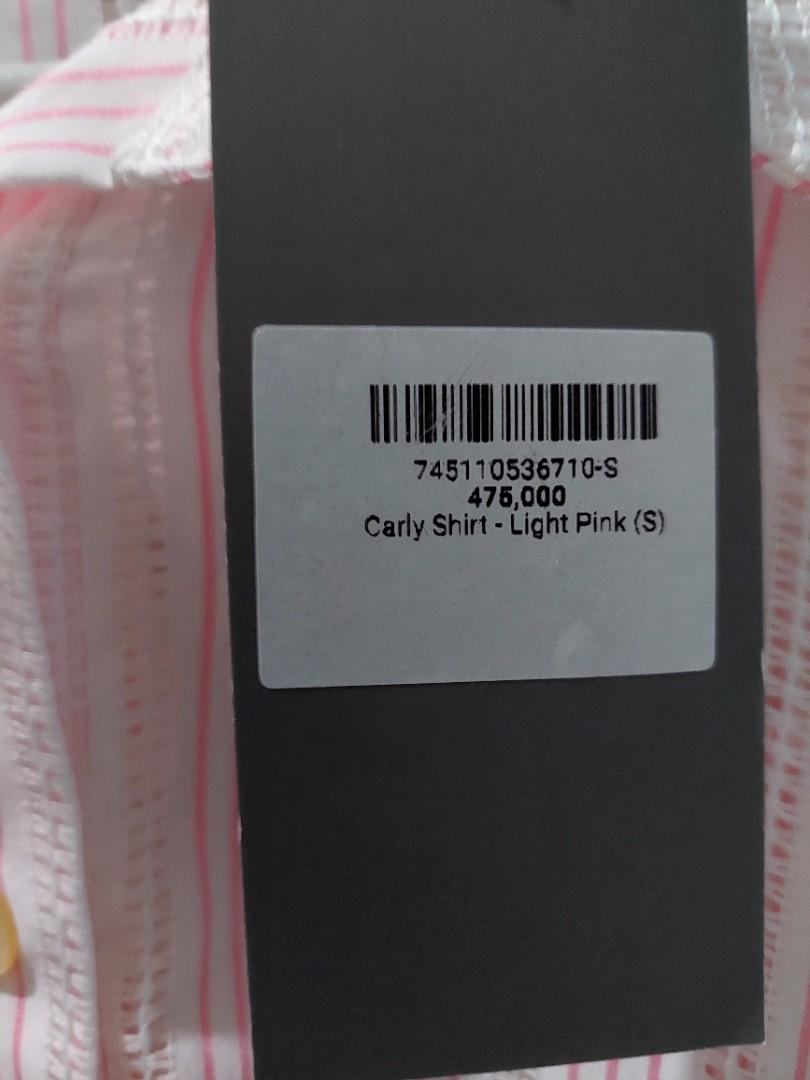 745110536710-S
475,000
Carly Shirt - Light Pink (S)